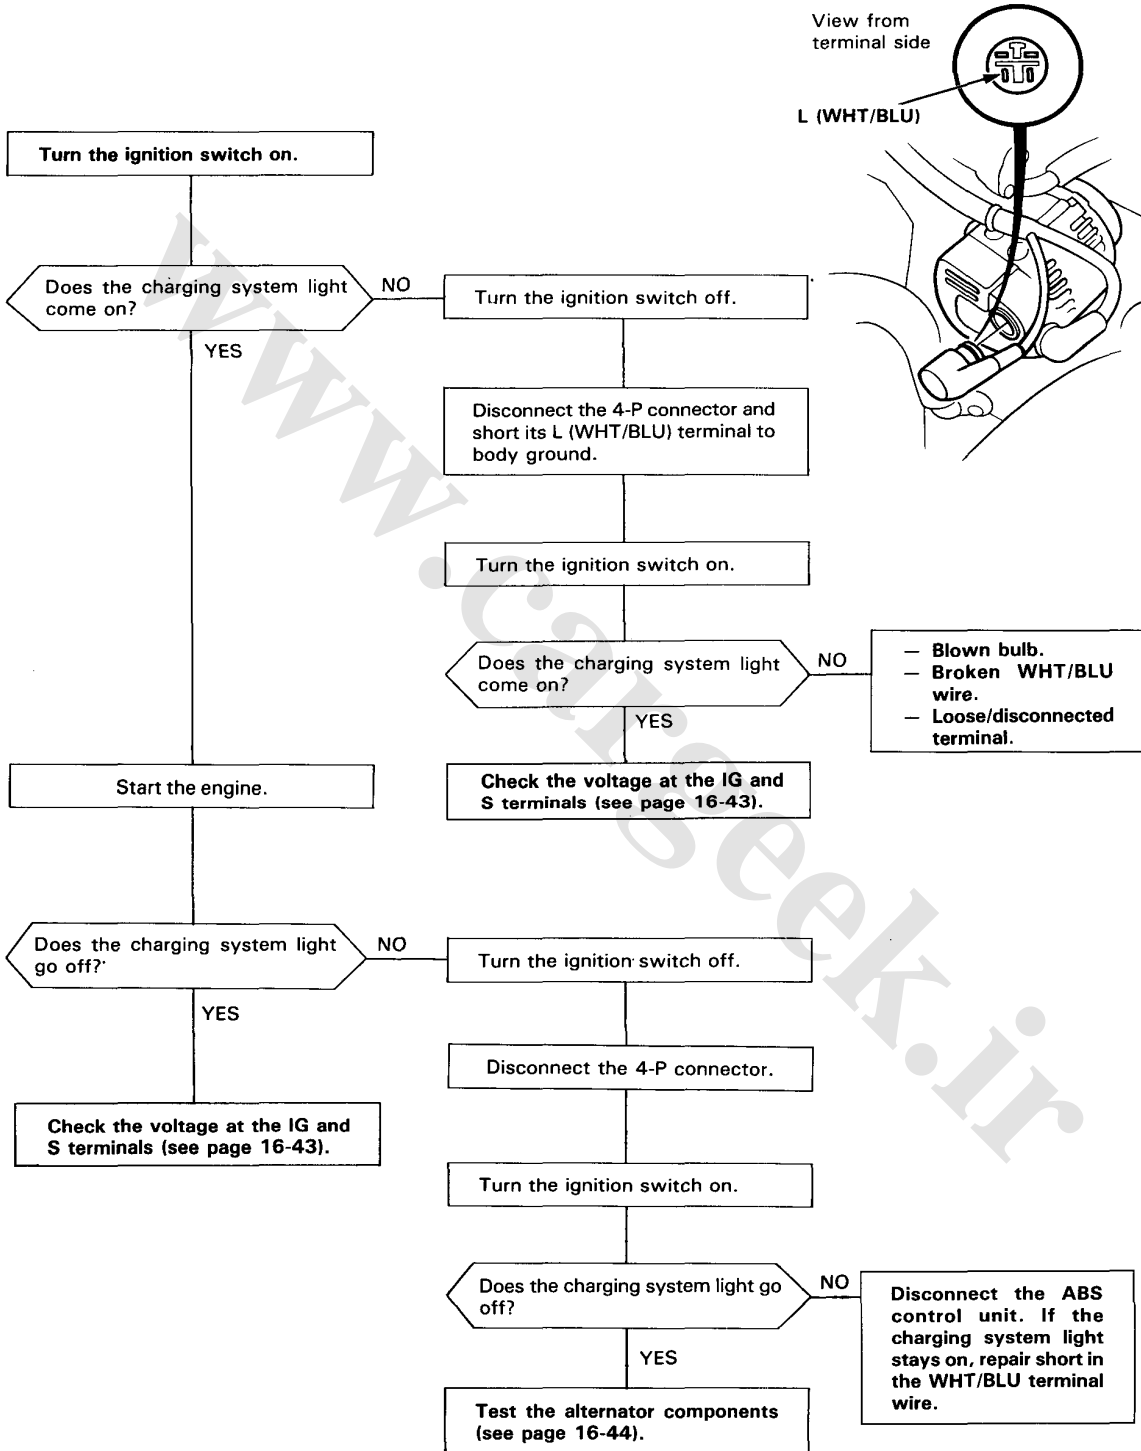 View from
terminal side
L (WHT/BLU)
Turn the ignition switch on.
Does the charging system light
come on?
NO
Turn the ignition switch off.
YES
Disconnect the 4-P connector and
short its L (WHT/BLU) terminal to
body ground.
Turn the ignition switch on.
Does the charging system light
come on?
NO
— Blown bulb.
— Broken WHT/BLU
wire.
— Loose/disconnected
terminal.
YES
Check the voltage at the IG and
S terminals (see page 16-43).
Start the engine.
Does the charging system light
go off?
NO
Turn the ignition switch off.
YES
Disconnect the 4-P connector.
Check the voltage at the IG and
S terminals (see page 16-43).
Turn the ignition switch on.
Does the charging system light go
off?
NO
Disconnect the ABS
control unit. If the
charging system light
stays on, repair short in
the WHT/BLU terminal
wire.
YES
Test the alternator components
(see page 16-44).
www.cargeek.ir